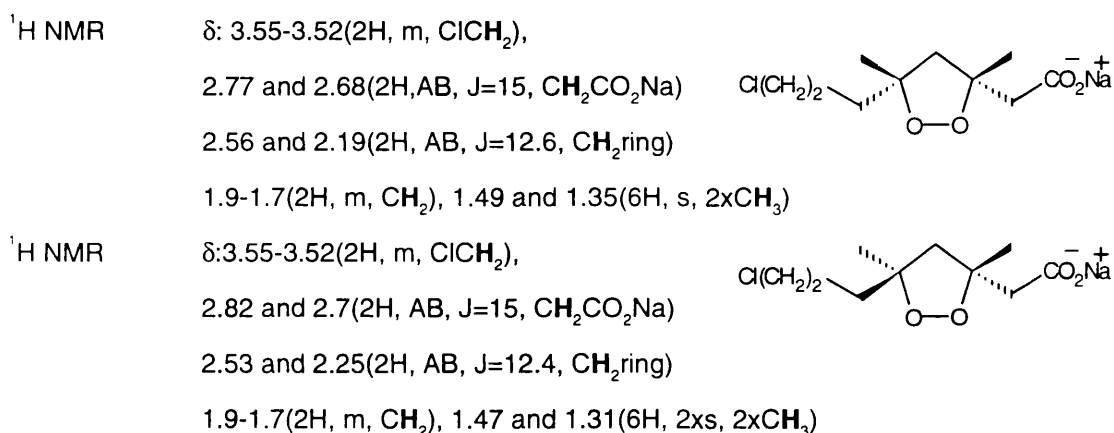 ¹H NMR δ: 3.55-3.52(2H, m, ClCH₂),
2.77 and 2.68(2H,AB, J=15, CH₂CO₂Na)
2.56 and 2.19(2H, AB, J=12.6, CH₂ring)
1.9-1.7(2H, m, CH₂), 1.49 and 1.35(6H, s, 2xCH₃)
Cl(CH₂)₂ CO₂⁻Na⁺
O O
¹H NMR δ:3.55-3.52(2H, m, ClCH₂),
2.82 and 2.7(2H, AB, J=15, CH₂CO₂Na)
2.53 and 2.25(2H, AB, J=12.4, CH₂ring)
1.9-1.7(2H, m, CH₂), 1.47 and 1.31(6H, 2xs, 2xCH₃)
Cl(CH₂)₂ CO₂⁻Na⁺
O O